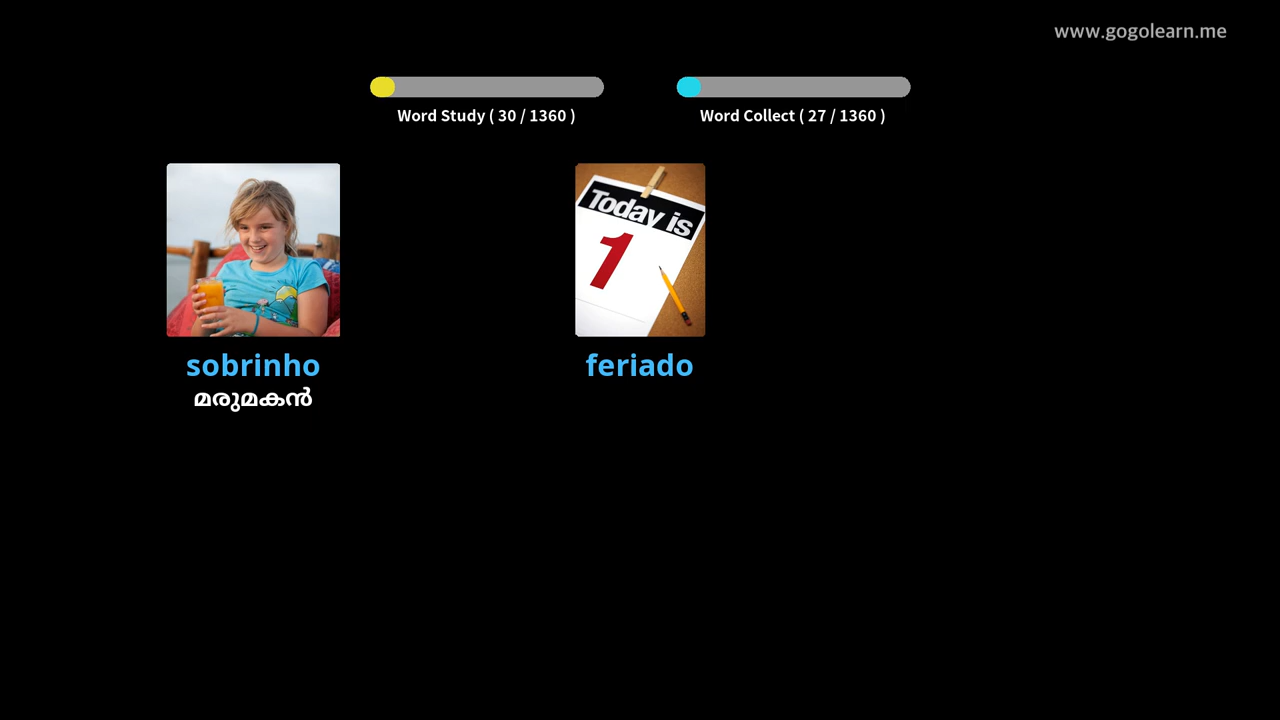 www.gogolearn.me
Word Study ( 30 / 1360 )
Word Collect ( 27 / 1360 )
Today is
1
sobrinho
മരുമകൻ
feriado